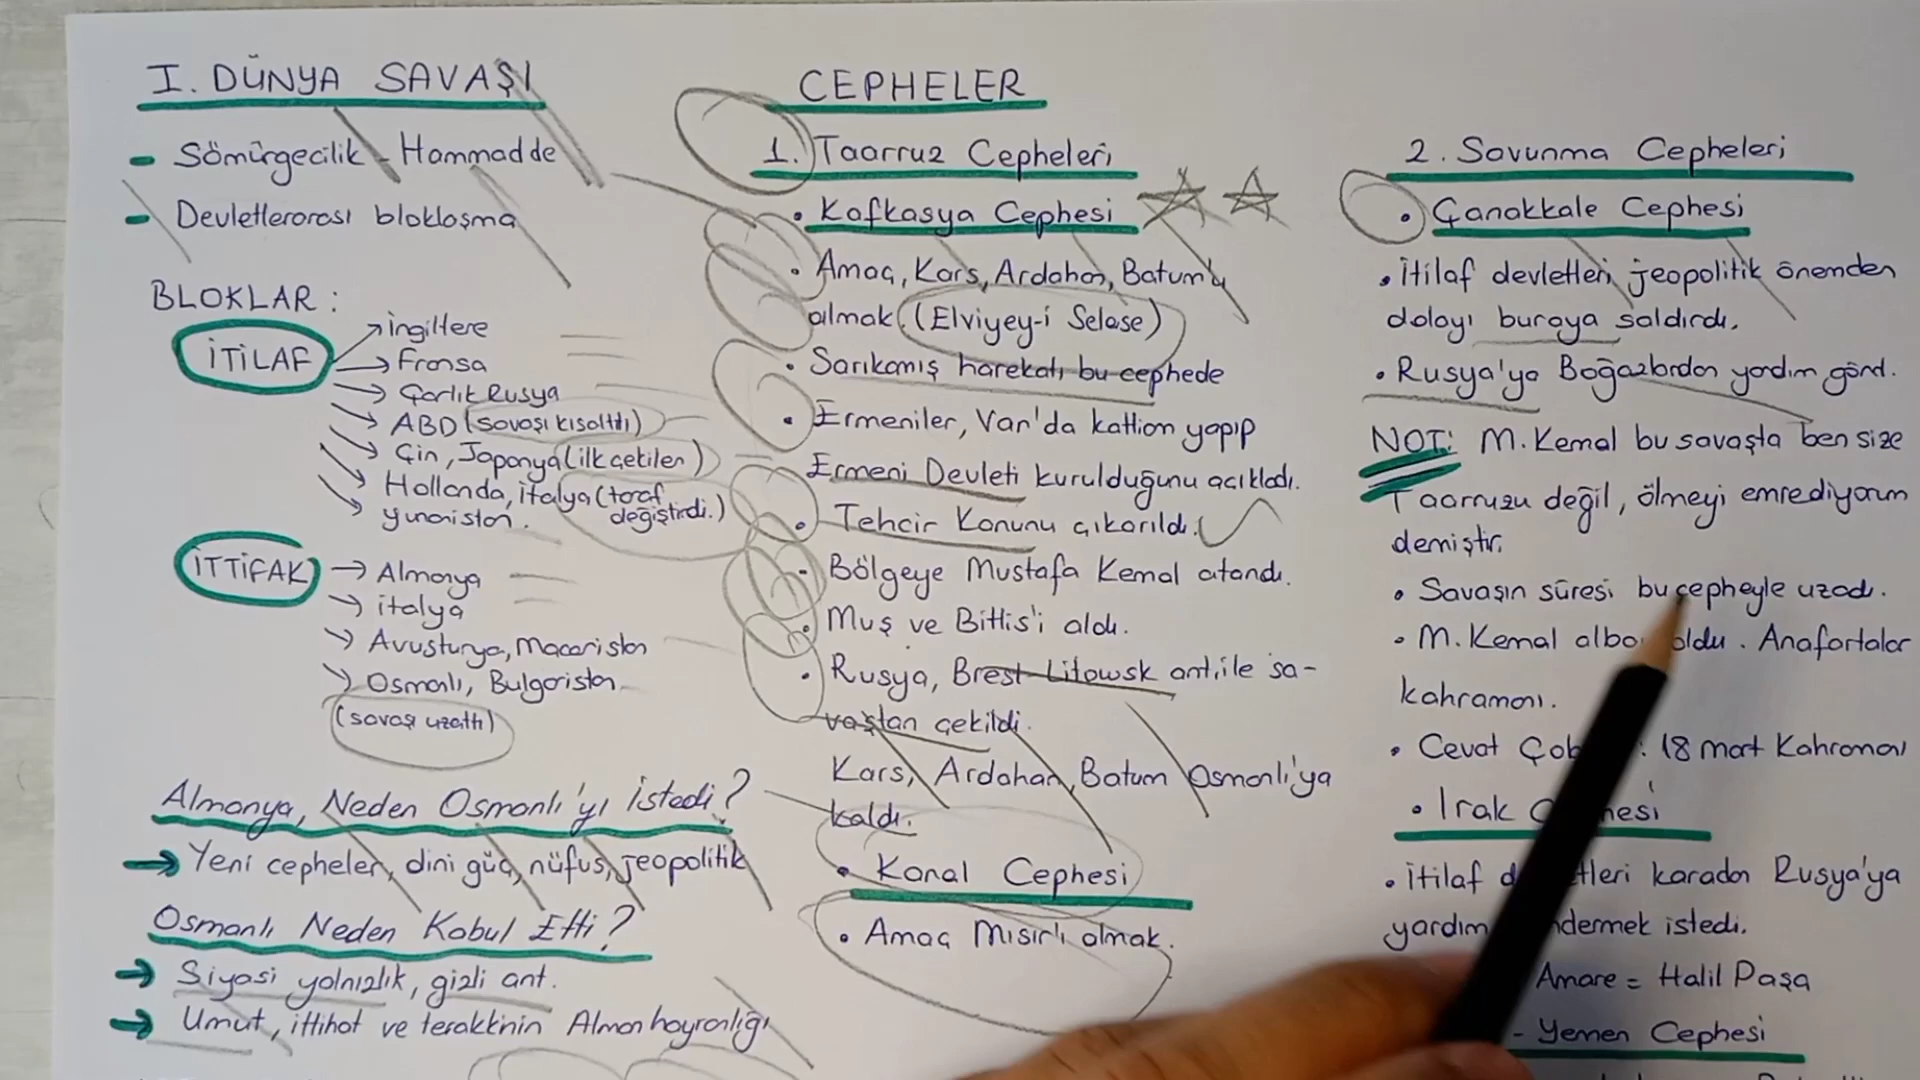 I. DÜNYA SAVAŞI
- Sömürgecilik - Hammadde
- Devletlerarası bloklaşma
BLOKLAR :
İTİLAF
→ İngiltere
→ Fransa
→ Çarlık Rusya
→ ABD (savaşı kısalttı)
→ Çin, Japonya (ilk çekilen)
→ Hollanda, İtalya (taraf değiştirdi.)
→ Yunanistan.
İTTİFAK
→ Almanya
→ İtalya
→ Avusturya, Macaristan
→ Osmanlı, Bulgaristan
(savaşı uzattı)
Almanya, Neden Osmanlı'yı İstedi?
→ Yeni cepheler, dini güç, nüfus, jeopolitik
Osmanlı Neden Kabul Etti?
→ Siyasi yalnızlık, gizli ant.
→ Umut, ittihat ve terakkinin Alman hayranlığı
CEPHELER
1. Taarruz Cepheleri
• Kafkasya Cephesi
• Amaç, Kars, Ardahan, Batum'u
almak. (Elviyey-i Selase)
• Sarıkamış harekatı bu cephede
• Ermeniler, Van'da katliam yapıp
Ermeni Devleti kurulduğunu açıkladı.
• Tehcir Kanunu çıkarıldı.
• Bölgeye Mustafa Kemal atandı.
• Muş ve Bitlis'i aldı.
• Rusya, Brest Litowsk ant. ile sa-
vaştan çekildi.
Kars, Ardahan, Batum Osmanlı'ya
kaldı.
• Kanal Cephesi
• Amaç Mısır'ı almak.
2. Savunma Cepheleri
• Çanakkale Cephesi
• İtilaf devletleri jeopolitik önemden
dolayı buraya saldırdı.
• Rusya'ya Boğazlardan yardım gönd.
NOT: M. Kemal bu savaşta ben size
Taarruzu değil, ölmeyi emrediyorum
demiştir.
• Savaşın süresi bu cepheyle uzadı.
• M. Kemal oldu. Anafartalar
kahramanı.
• Cevat : 18 mart Kahramanı
• Irak
• İtilaf karadan Rusya'ya
yardım istedi.
Amare = Halil Paşa
- Yemen Cephesi